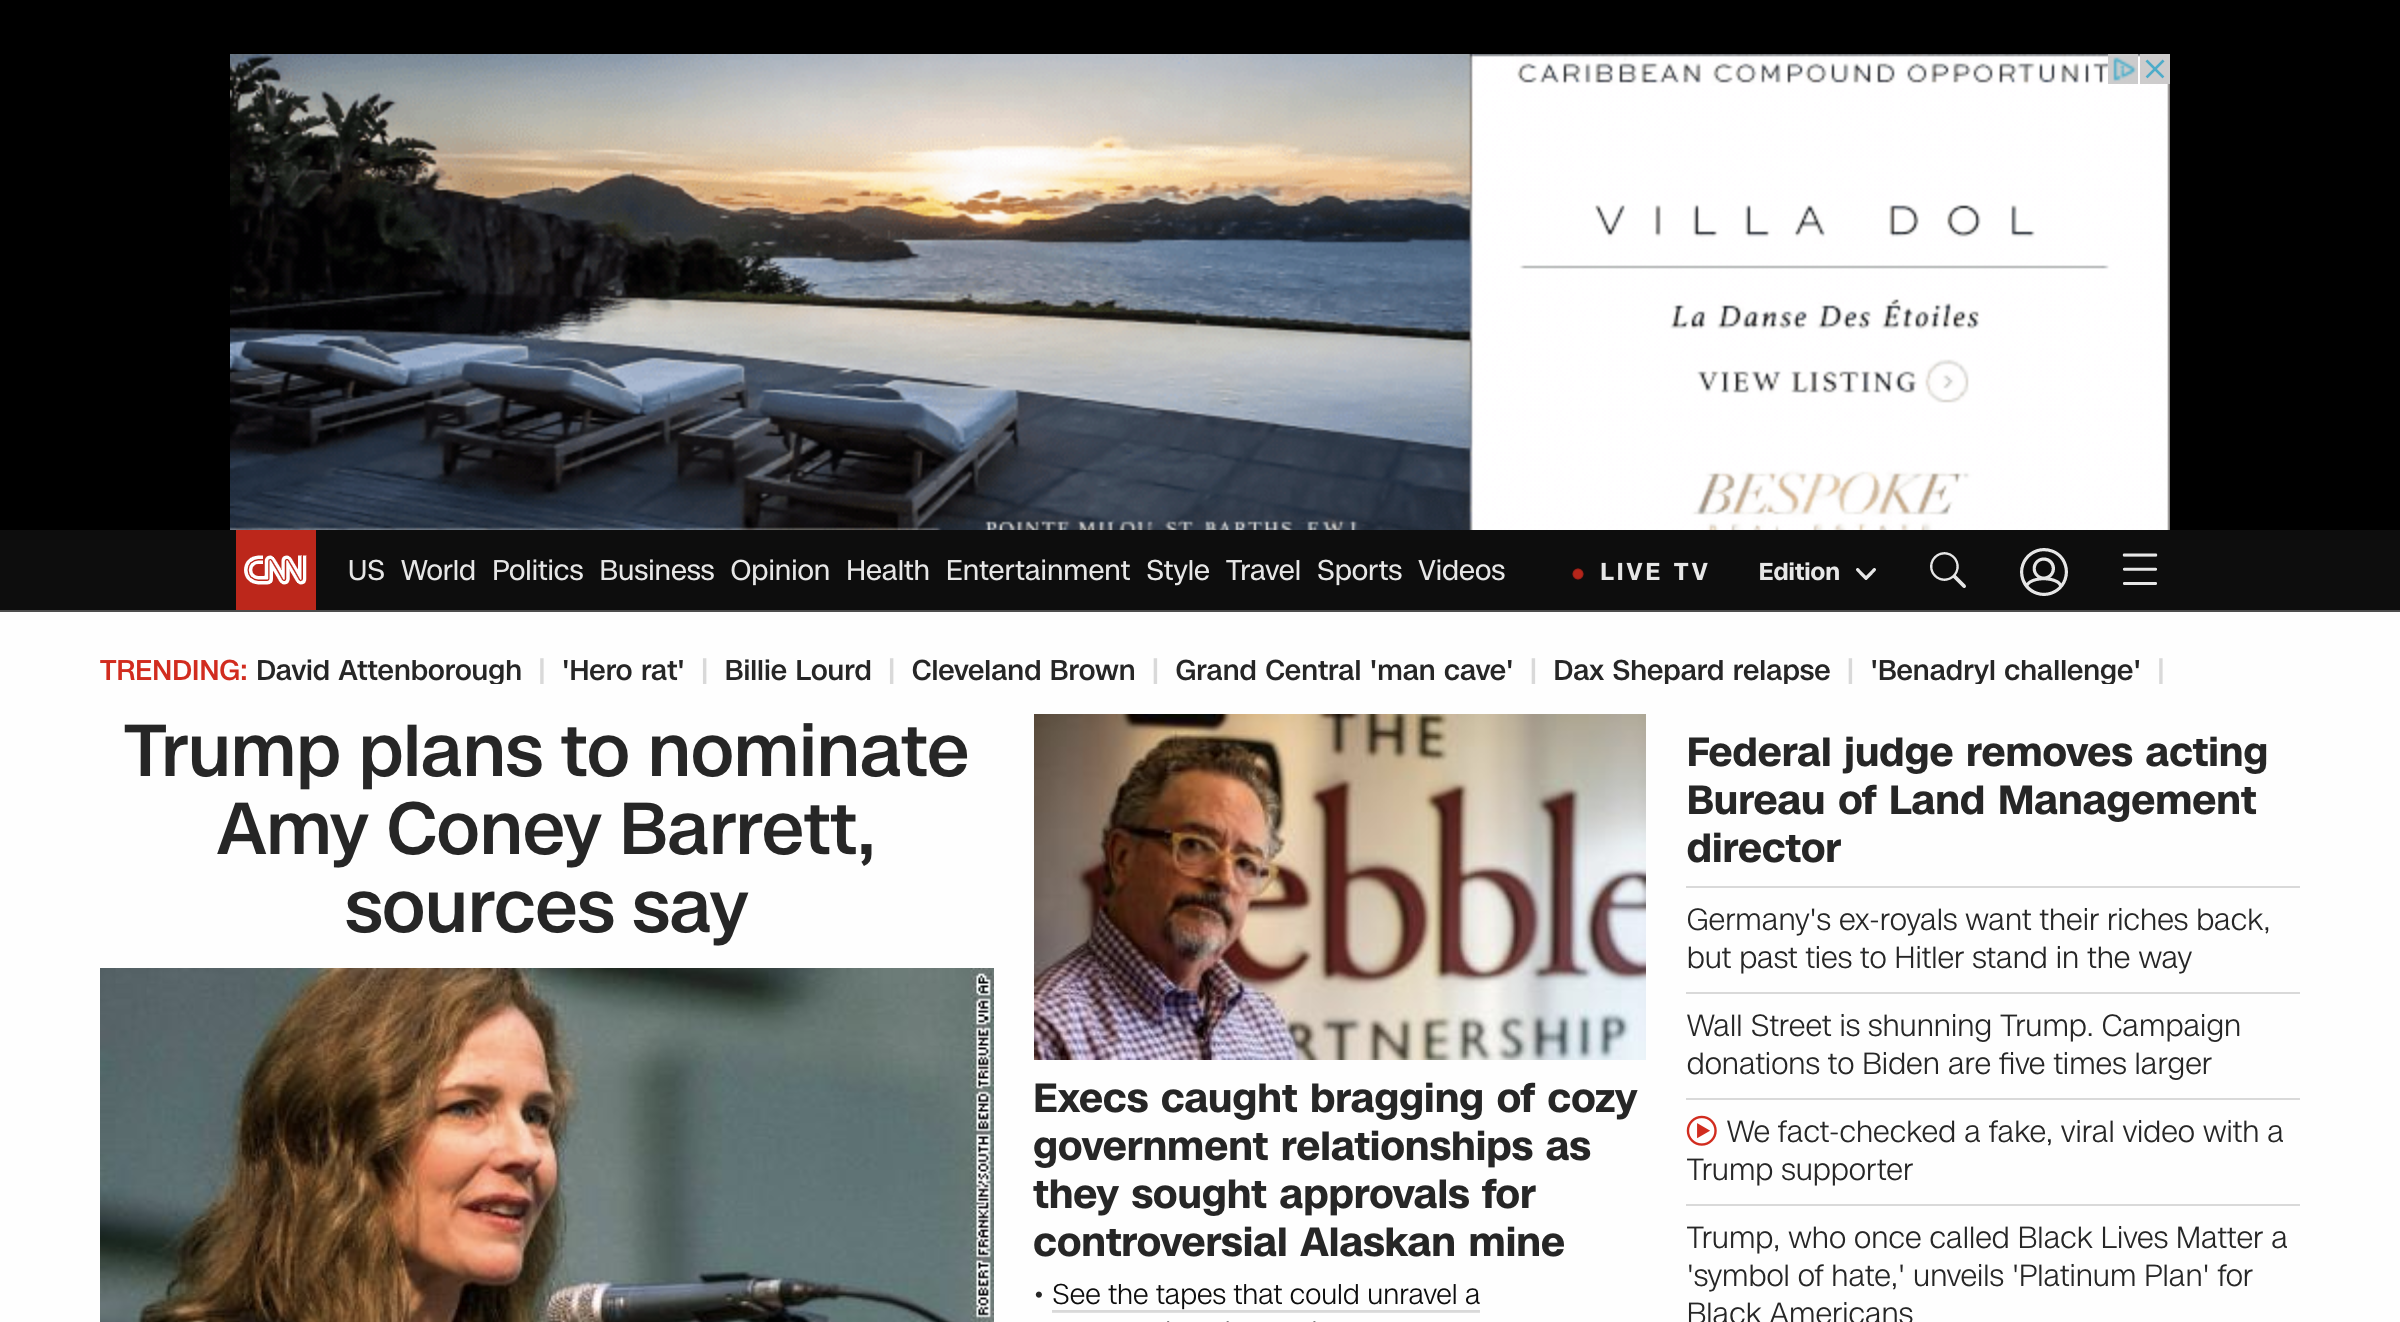 CARIBBEAN COMPOUND OPPORTUNIT
VILLA DOL
La Danse Des Étoiles
VIEW LISTING
BESPOKE
POINTE MILOU, ST. BARTHS, F.W.I.
CNN
US World Politics Business Opinion Health Entertainment Style Travel Sports Videos
LIVE TV
Edition
TRENDING: David Attenborough | 'Hero rat' | Billie Lourd | Cleveland Brown | Grand Central 'man cave' | Dax Shepard relapse | 'Benadryl challenge' |
Trump plans to nominate
Amy Coney Barrett,
sources say
ROBERT FRANKLIN/SOUTH BEND TRIBUNE VIA AP
THE
ebble
RTNERSHIP
Execs caught bragging of cozy
government relationships as
they sought approvals for
controversial Alaskan mine
• See the tapes that could unravel a
Federal judge removes acting
Bureau of Land Management
director
Germany's ex-royals want their riches back,
but past ties to Hitler stand in the way
Wall Street is shunning Trump. Campaign
donations to Biden are five times larger
We fact-checked a fake, viral video with a
Trump supporter
Trump, who once called Black Lives Matter a
'symbol of hate,' unveils 'Platinum Plan' for
Black Americans